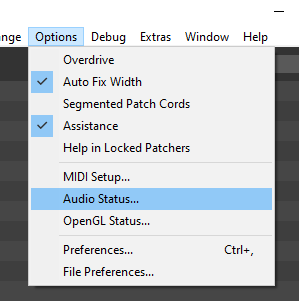 ange Options Debug Extras Window Help
Overdrive
Auto Fix Width
Segmented Patch Cords
Assistance
Help in Locked Patchers
MIDI Setup...
Audio Status...
OpenGL Status...
Preferences... Ctrl+,
File Preferences...